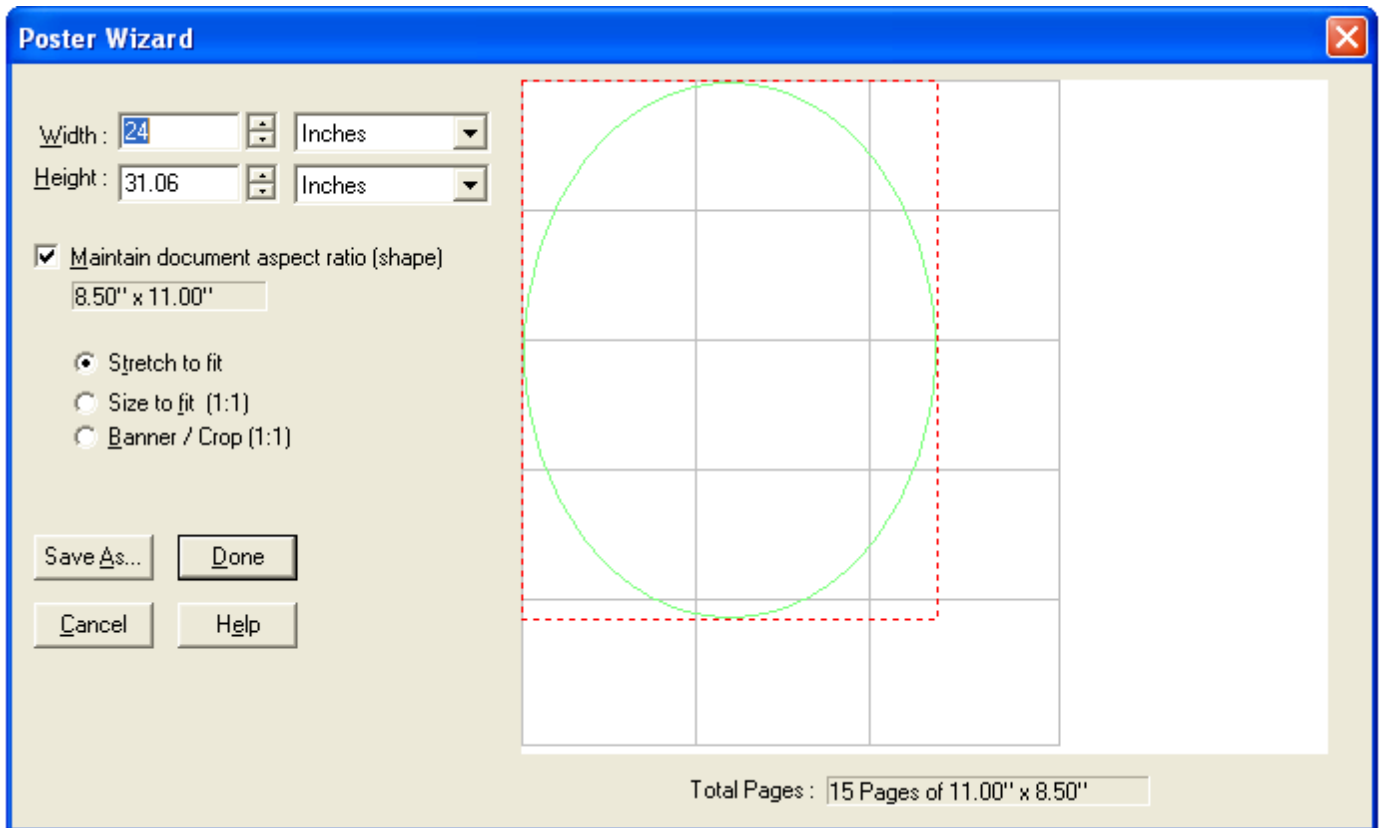 Poster Wizard
Width : 24 Inches
Height : 31.06 Inches
Maintain document aspect ratio (shape)
8.50" x 11.00"
Stretch to fit
Size to fit (1:1)
Banner / Crop (1:1)
Save As... Done
Cancel Help
Total Pages : 15 Pages of 11.00" x 8.50"